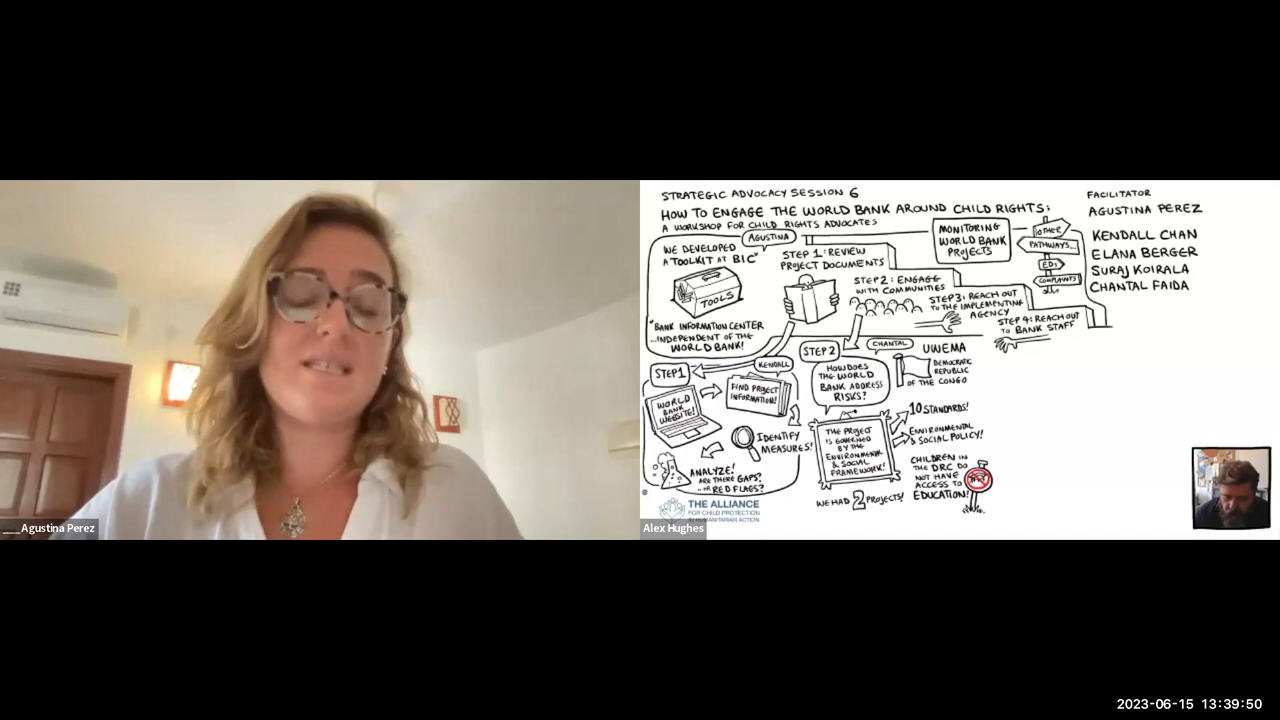 STRATEGIC ADVOCACY SESSION 6
HOW TO ENGAGE THE WORLD BANK AROUND CHILD RIGHTS:
A WORKSHOP FOR CHILD RIGHTS ADVOCATES
FACILITATOR
AGUSTINA PEREZ
KENDALL CHAN
ELANA BERGER
SURAJ KOIRALA
CHANTAL FAIDA
AGUSTINA
WE DEVELOPED
A TOOLKIT AT BIC*
TOOLS
*BANK INFORMATION CENTER
...INDEPENDENT OF THE
WORLD BANK!
MONITORING
WORLD BANK
PROJECTS
OTHER
PATHWAYS...
EDs
COMPLAINTS
STEP 1: REVIEW
PROJECT DOCUMENTS
STEP 2: ENGAGE
WITH COMMUNITIES
STEP 3: REACH OUT
TO THE IMPLEMENTING
AGENCY
STEP 4: REACH OUT
TO BANK STAFF
STEP 1
KENDALL
WORLD
BANK
WEBSITE!
FIND PROJECT
INFORMATION!
IDENTIFY
MEASURES!
ANALYZE!
ARE THERE GAPS?
...OR RED FLAGS?
STEP 2
CHANTAL
UWEMA
DEMOCRATIC
REPUBLIC
OF THE CONGO
HOW DOES
THE WORLD
BANK ADDRESS
RISKS?
THE PROJECT
IS GOVERNED
BY THE
ENVIRONMENTAL
& SOCIAL
FRAMEWORK!
10 STANDARDS!
ENVIRONMENTAL
& SOCIAL POLICY!
CHILDREN IN
THE DRC DO
NOT HAVE
ACCESS TO
EDUCATION!
WE HAD 2 PROJECTS!
THE ALLIANCE
FOR CHILD PROTECTION
IN HUMANITARIAN ACTION
___Agustina Perez
Alex Hughes
2023-06-15 13:39:50